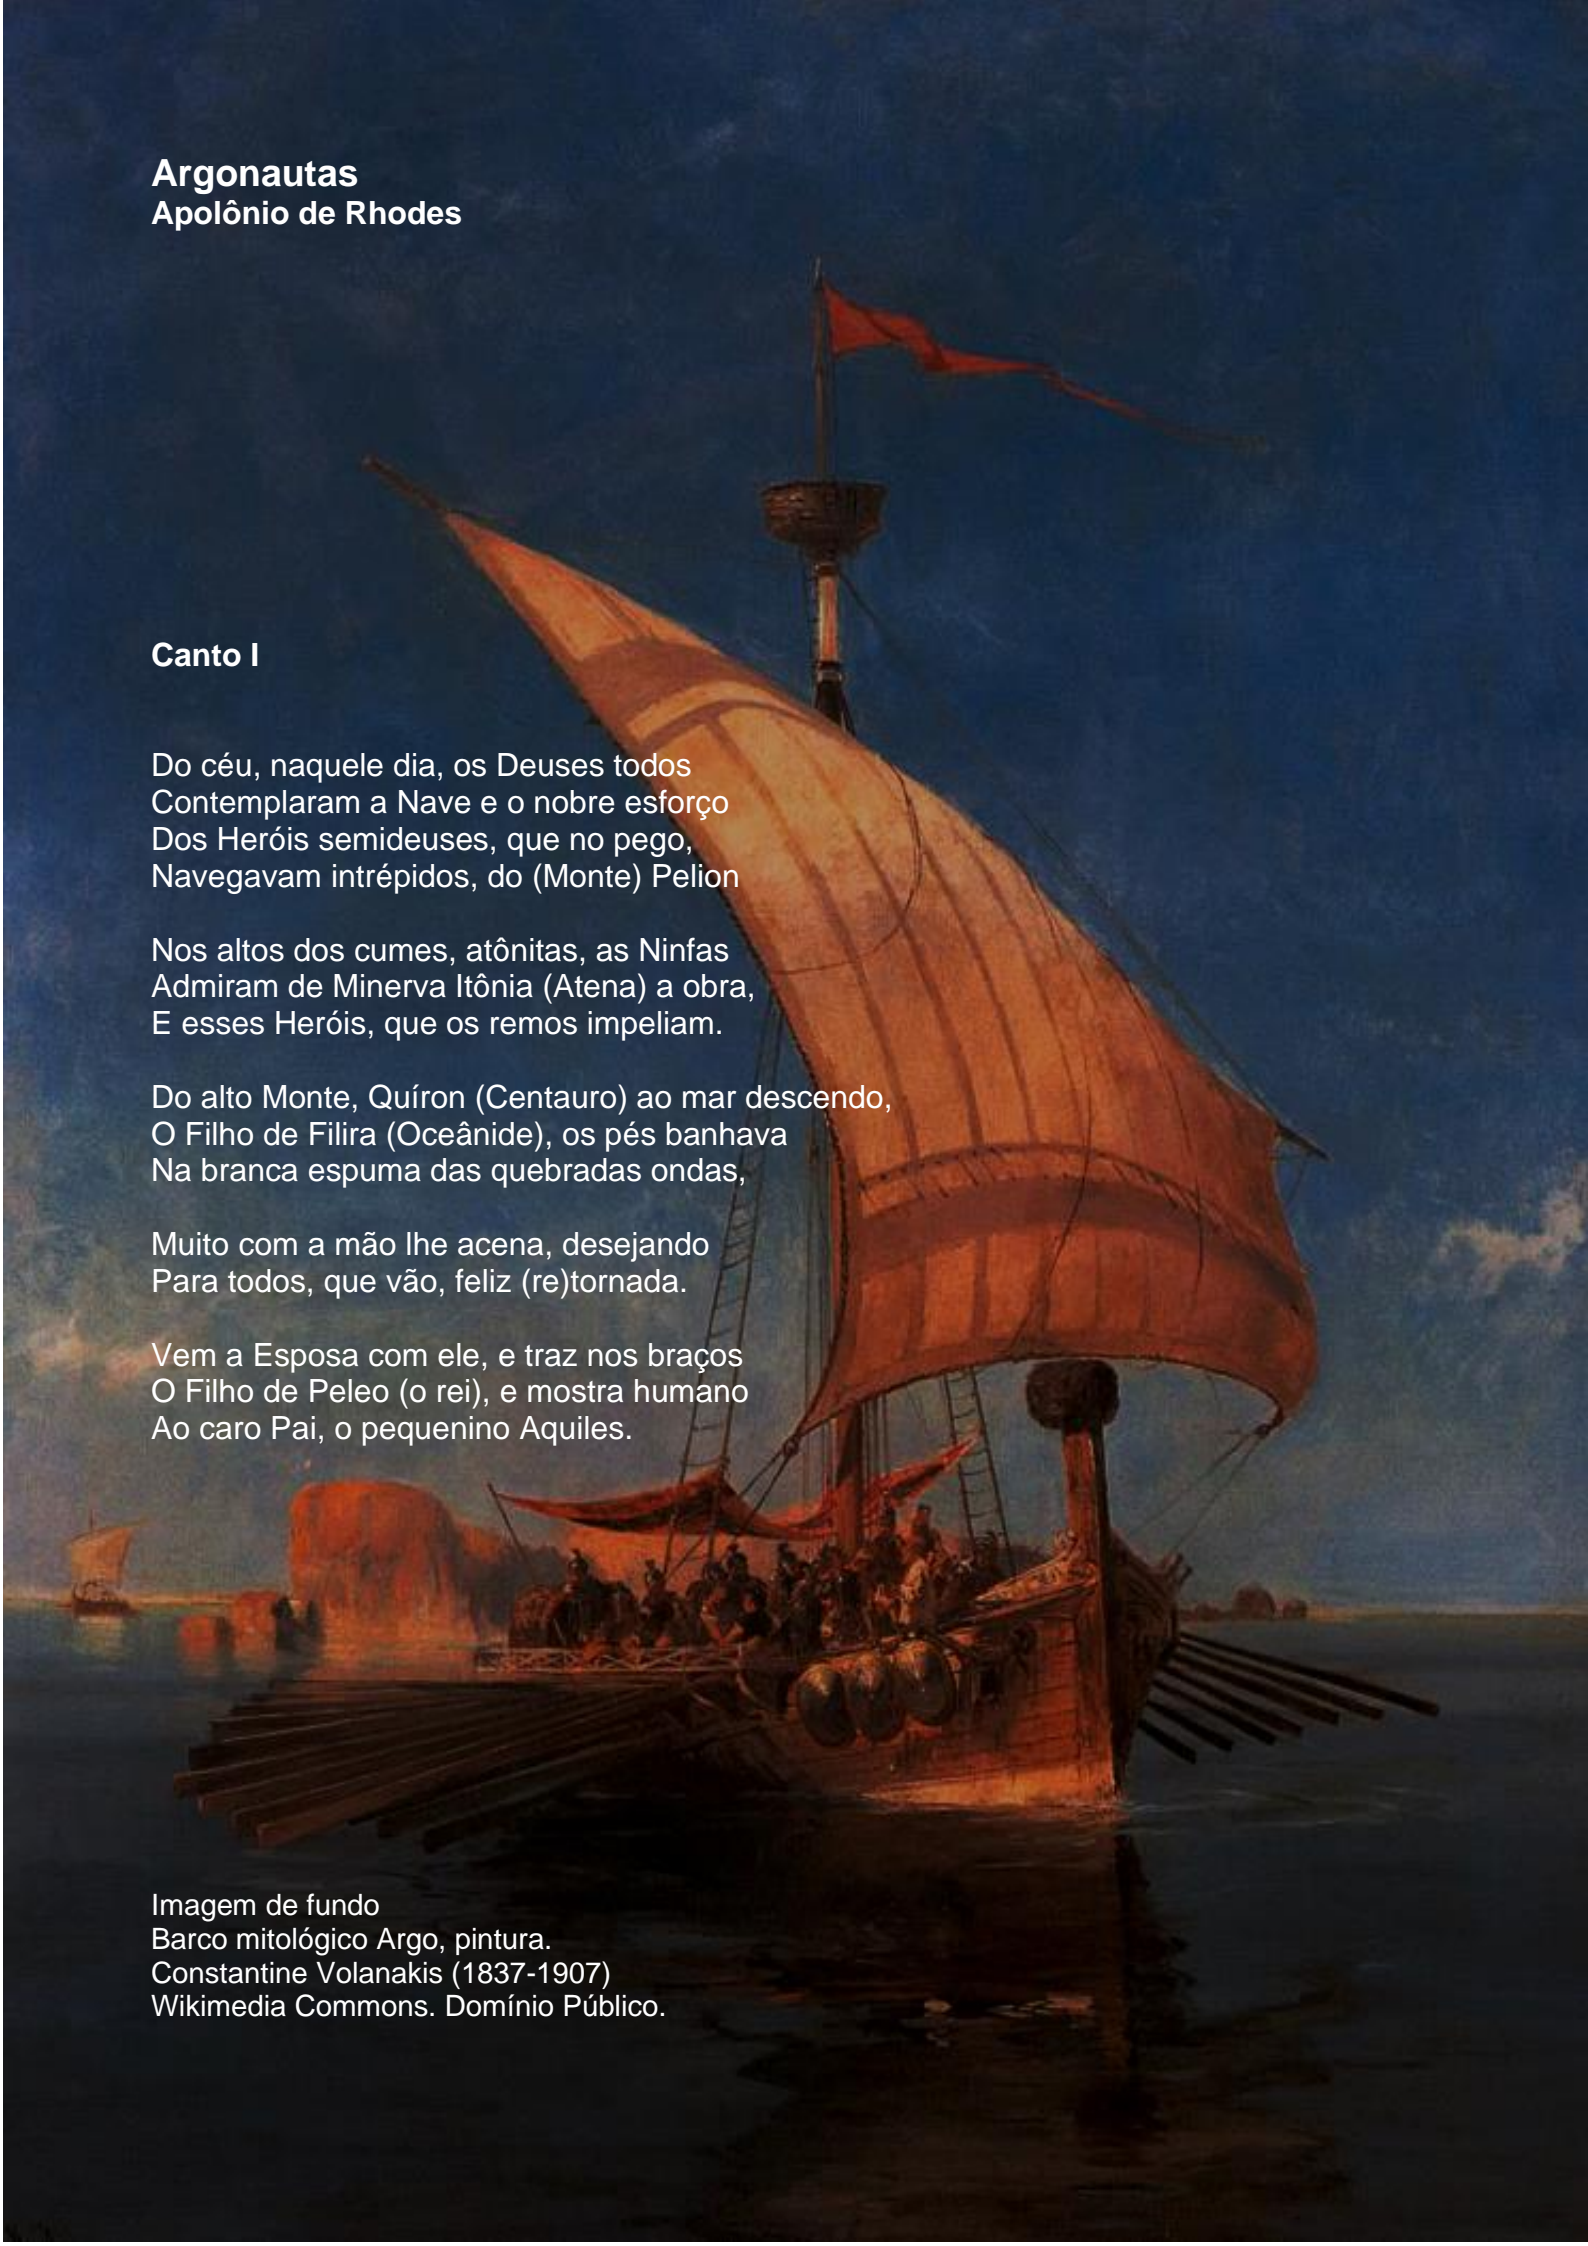 Argonautas
Apolônio de Rhodes
Canto I
Do céu, naquele dia, os Deuses todos
Contemplaram a Nave e o nobre esforço
Dos Heróis semideuses, que no pego,
Navegavam intrépidos, do (Monte) Pelion
Nos altos dos cumes, atônitas, as Ninfas
Admiram de Minerva Itônia (Atena) a obra,
E esses Heróis, que os remos impeliam.
Do alto Monte, Quíron (Centauro) ao mar descendo,
O Filho de Filira (Oceânide), os pés banhava
Na branca espuma das quebradas ondas,
Muito com a mão lhe acena, desejando
Para todos, que vão, feliz (re)tornada.
Vem a Esposa com ele, e traz nos braços
O Filho de Peleo (o rei), e mostra humano
Ao caro Pai, o pequenino Aquiles.
Imagem de fundo
Barco mitológico Argo, pintura.
Constantine Volanakis (1837-1907)
Wikimedia Commons. Domínio Público.